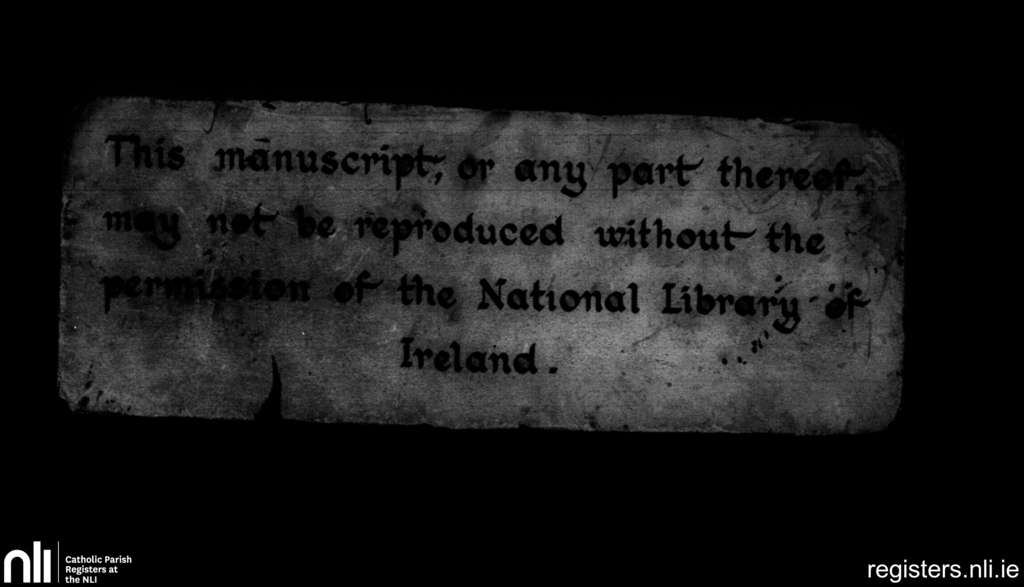 This manuscript, or any part thereof,
may not be reproduced without the
permission of the National Library of
Ireland.
nli
Catholic Parish
Registers at
the NLI
registers.nli.ie